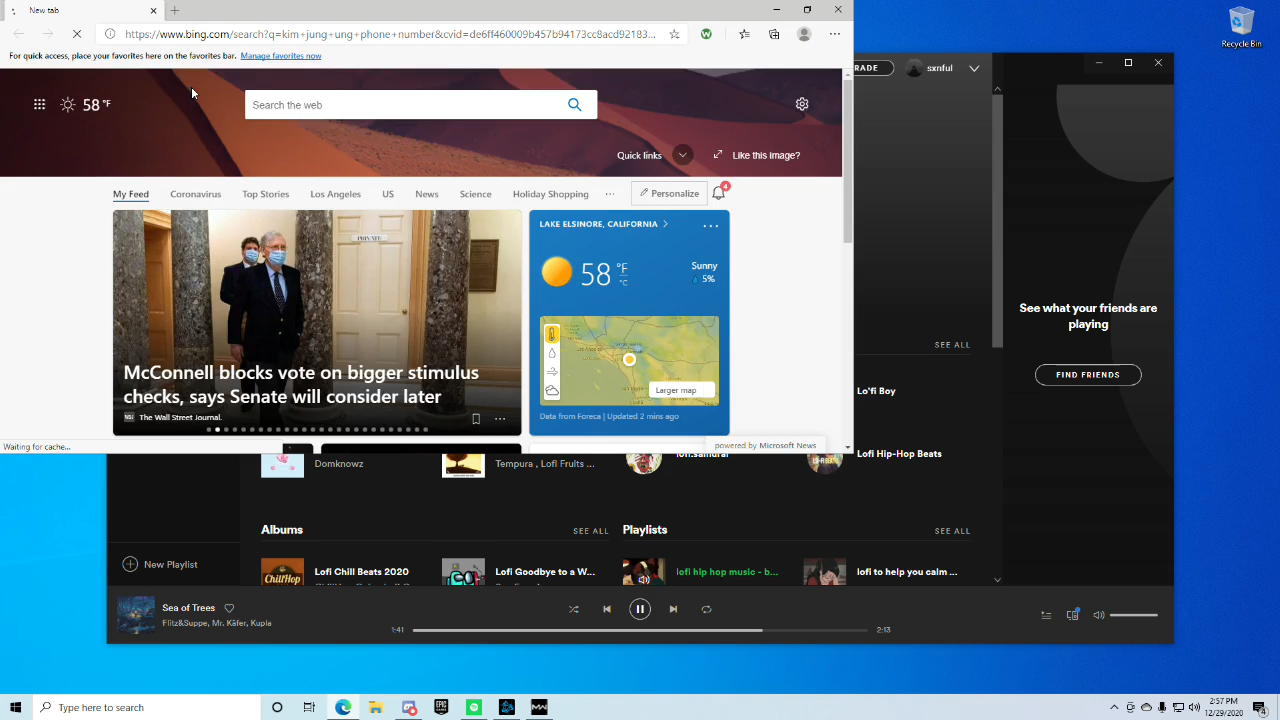 New tab
https://www.bing.com/search?q=kim+jung+ung+phone+number&cvid=de6ff460009b457b94173cc8acd92183...
For quick access, place your favorites here on the favorites bar. Manage favorites now
58 °F
Search the web
Quick links
Like this image?
My Feed Coronavirus Top Stories Los Angeles US News Science Holiday Shopping ... Personalize 4
PRIVATE
McConnell blocks vote on bigger stimulus
checks, says Senate will consider later
WSJ The Wall Street Journal.
LAKE ELSINORE, CALIFORNIA
58 °F
°C
Sunny
5%
Larger map
Data from Foreca | Updated 2 mins ago
powered by Microsoft News
Waiting for cache...
Recycle Bin
RADE
sxnful
See what your friends are
playing
FIND FRIENDS
SEE ALL
Lo'fi Boy
Domknowz
Tempura , Lofi Fruits ...
lofi.samurai
Lofi Hip-Hop Beats
Albums SEE ALL
Playlists SEE ALL
New Playlist
ChillHop
Lofi Chill Beats 2020
Lofi Goodbye to a W...
lofi hip hop music - b...
lofi to help you calm ...
Sea of Trees
Flitz&Suppe, Mr. Käfer, Kupla
1:41
2:13
Type here to search
EPIC GAMES
MW
2:57 PM
12/29/2020
4